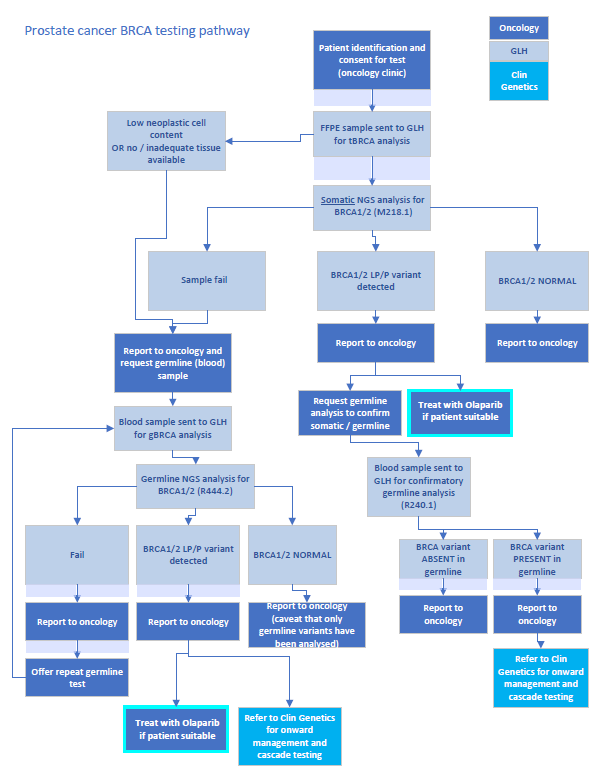 Prostate cancer BRCA testing pathway
Oncology
GLH
Clin
Genetics
Patient identification and
consent for test
(oncology clinic)
Low neoplastic cell
content
OR no / inadequate tissue
available
FFPE sample sent to GLH
for tBRCA analysis
Somatic NGS analysis for
BRCA1/2 (M218.1)
Sample fail
BRCA1/2 LP/P variant
detected
BRCA1/2 NORMAL
Report to oncology and
request germline (blood)
sample
Report to oncology
Report to oncology
Request germline
analysis to confirm
somatic / germline
Treat with Olaparib
if patient suitable
Blood sample sent to GLH
for gBRCA analysis
Blood sample sent to
GLH for confirmatory
germline analysis
(R240.1)
Germline NGS analysis for
BRCA1/2 (R444.2)
Fail
BRCA1/2 LP/P variant
detected
BRCA1/2 NORMAL
BRCA variant
ABSENT in
germline
BRCA variant
PRESENT in
germline
Report to oncology
Report to oncology
Report to oncology
(caveat that only
germline variants have
been analysed)
Report to
oncology
Report to
oncology
Offer repeat germline
test
Refer to Clin
Genetics for onward
management and
cascade testing
Treat with Olaparib
if patient suitable
Refer to Clin Genetics
for onward
management and
cascade testing